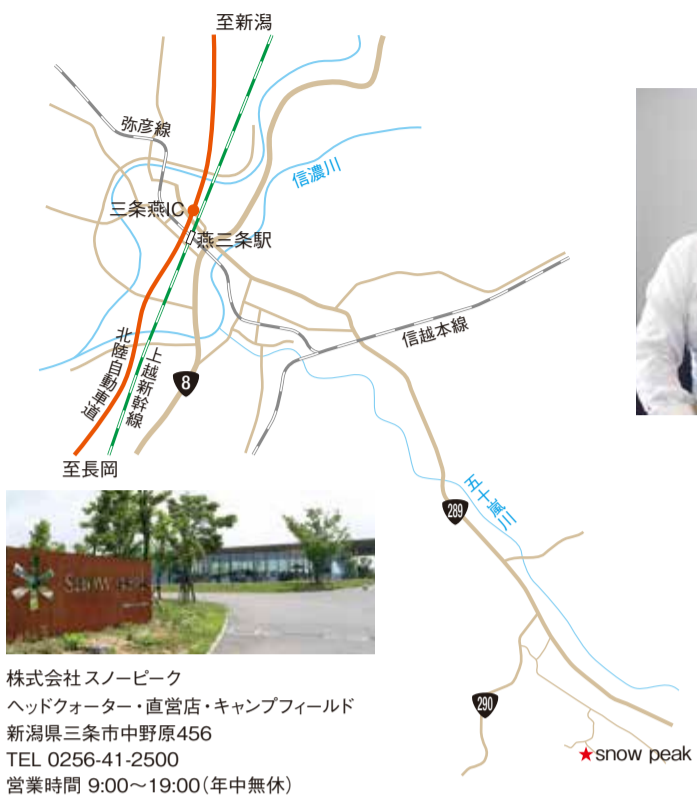 至新潟
弥彦線
信濃川
三条燕IC
燕三条駅
信越本線
北陸自動車道
上越新幹線
8
至長岡
五十嵐川
289
290
snow peak
★snow peak
株式会社スノーピーク
ヘッドクォーター・直営店・キャンプフィールド
新潟県三条市中野原456
TEL 0256-41-2500
営業時間 9:00〜19:00(年中無休)